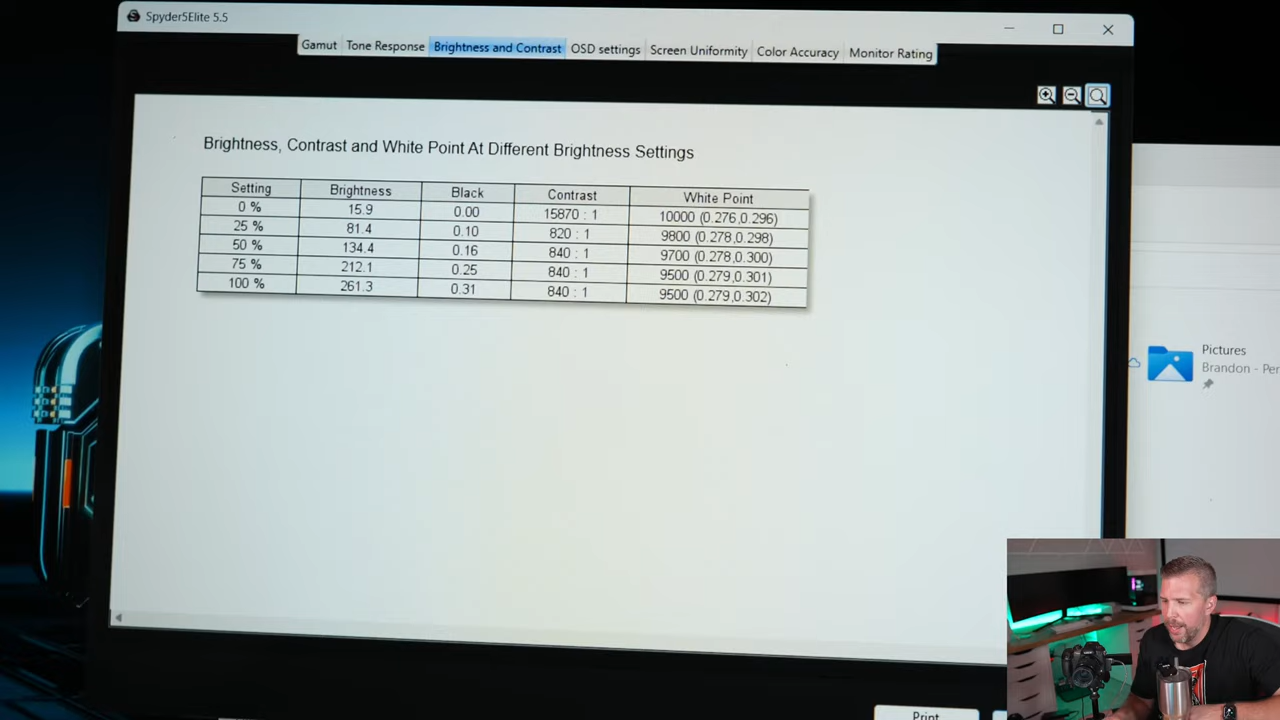 Spyder5Elite 5.5
Gamut Tone Response Brightness and Contrast OSD settings Screen Uniformity Color Accuracy Monitor Rating
Brightness, Contrast and White Point At Different Brightness Settings
Setting Brightness Black Contrast White Point
0 % 15.9 0.00 15870 : 1 10000 (0.276,0.296)
25 % 81.4 0.10 820 : 1 9800 (0.278,0.298)
50 % 134.4 0.16 840 : 1 9700 (0.278,0.300)
75 % 212.1 0.25 840 : 1 9500 (0.279,0.301)
100 % 261.3 0.31 840 : 1 9500 (0.279,0.302)
Pictures
Brandon - Per
Print